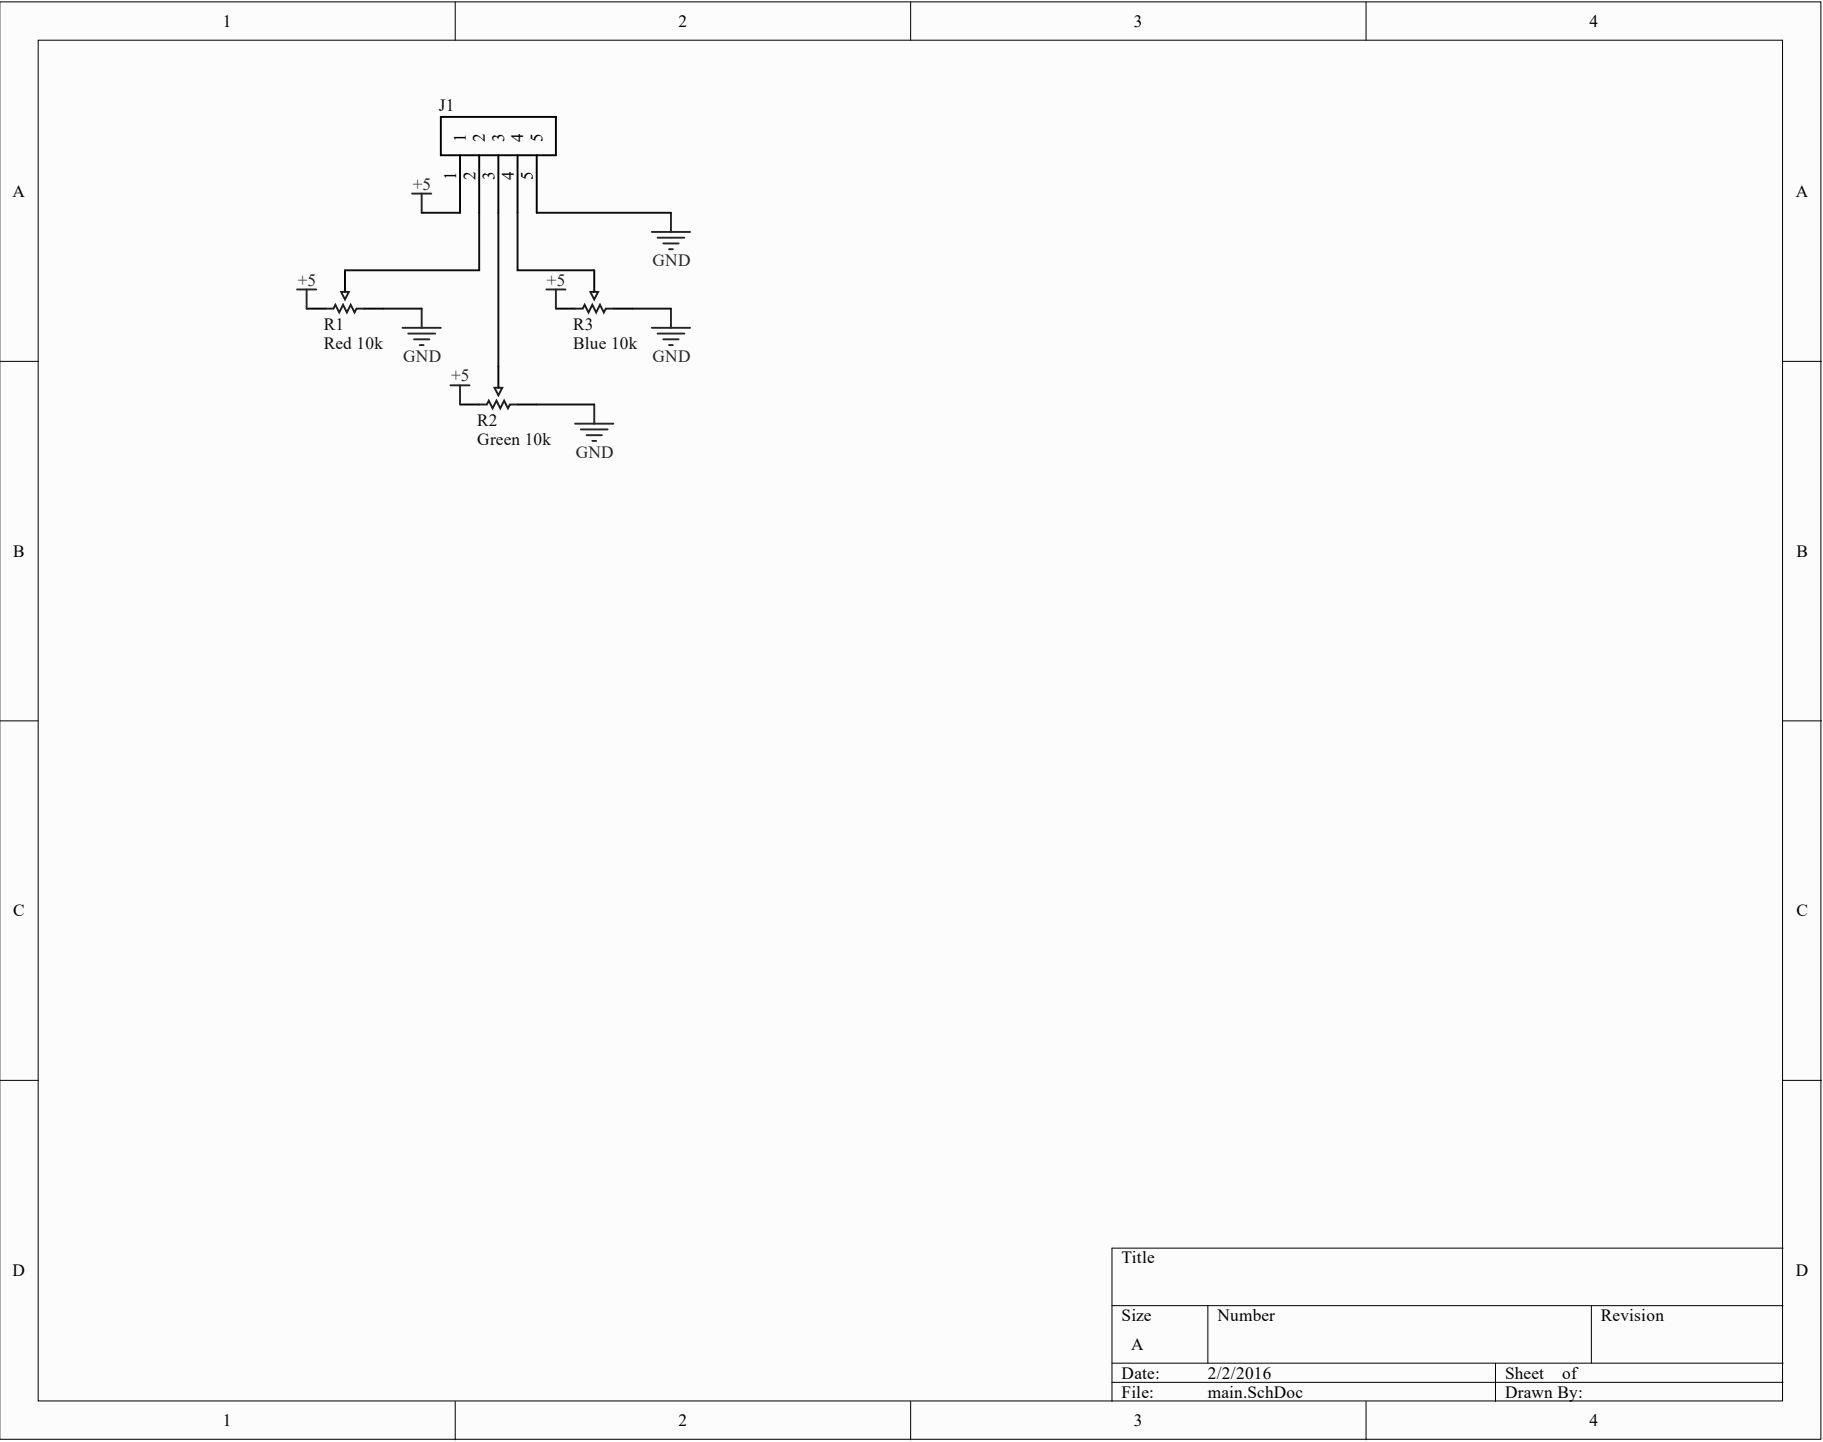 1 2 3 4
J1
1 2 3 4 5
1 2 3 4 5
+5
A A
GND
+5 +5
R1 R3
Red 10k Blue 10k
GND GND
+5
R2
Green 10k
GND
B B
C C
Title
D D
Size Number Revision
A
Date: 2/2/2016 Sheet of
File: main.SchDoc Drawn By:
1 2 3 4